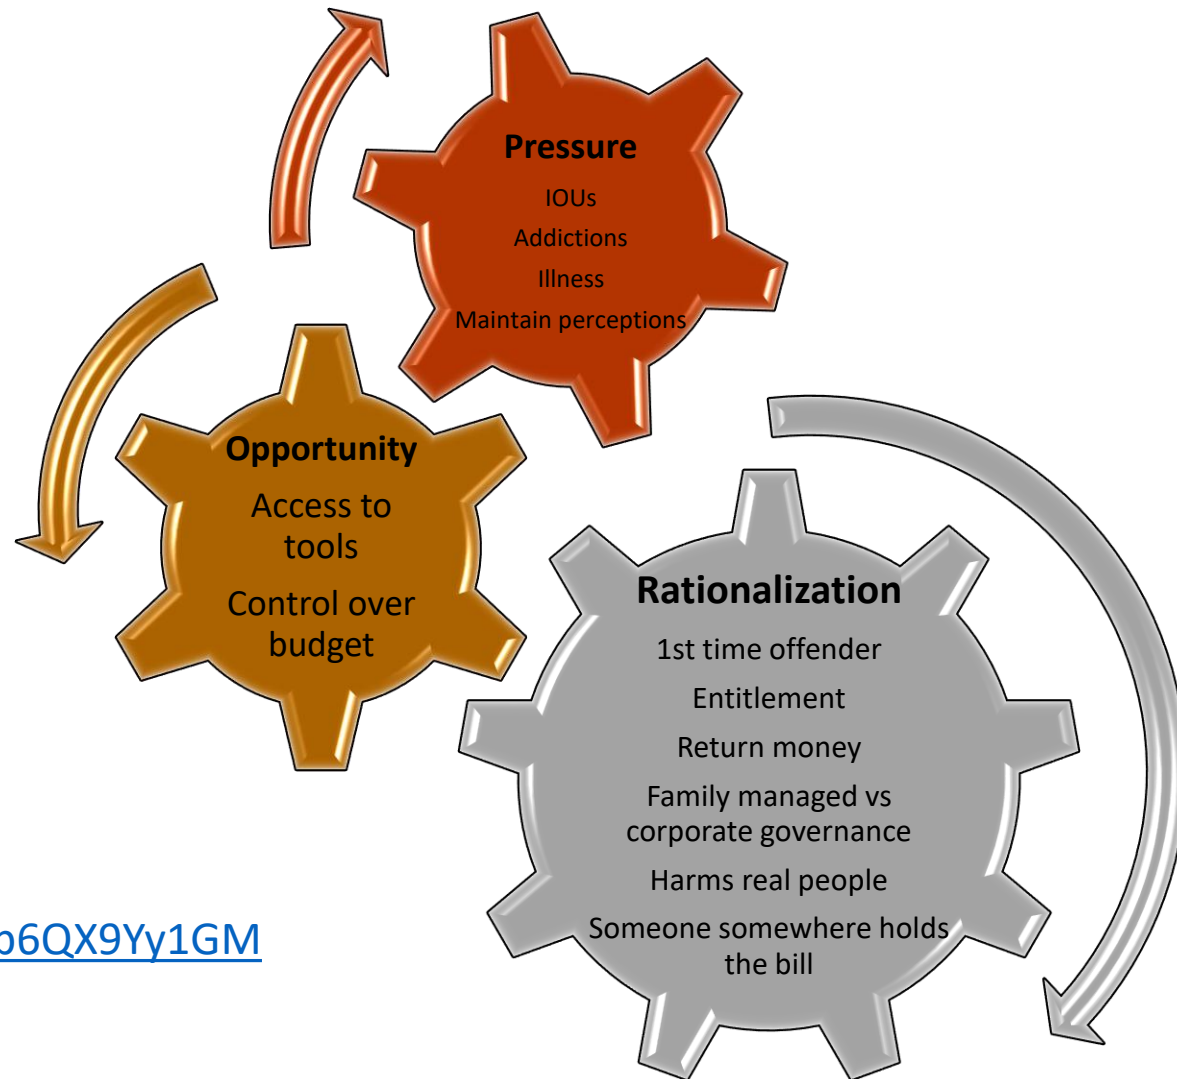 Pressure
IOUs
Addictions
Illness
Maintain perceptions
Opportunity
Access to
tools
Control over
budget
Rationalization
1st time offender
Entitlement
Return money
Family managed vs
corporate governance
Harms real people
Someone somewhere holds
the bill
6QX9Yy1GM